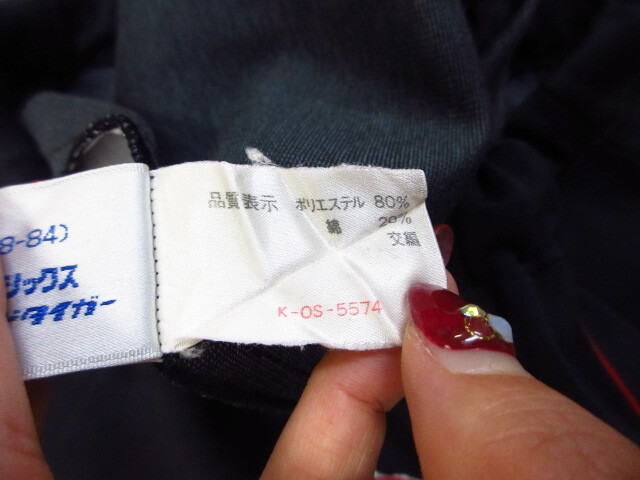 8-84)
シックス
タイガー
品質表示 ポリエステル 80%
綿 20%
交編
K-OS-5574